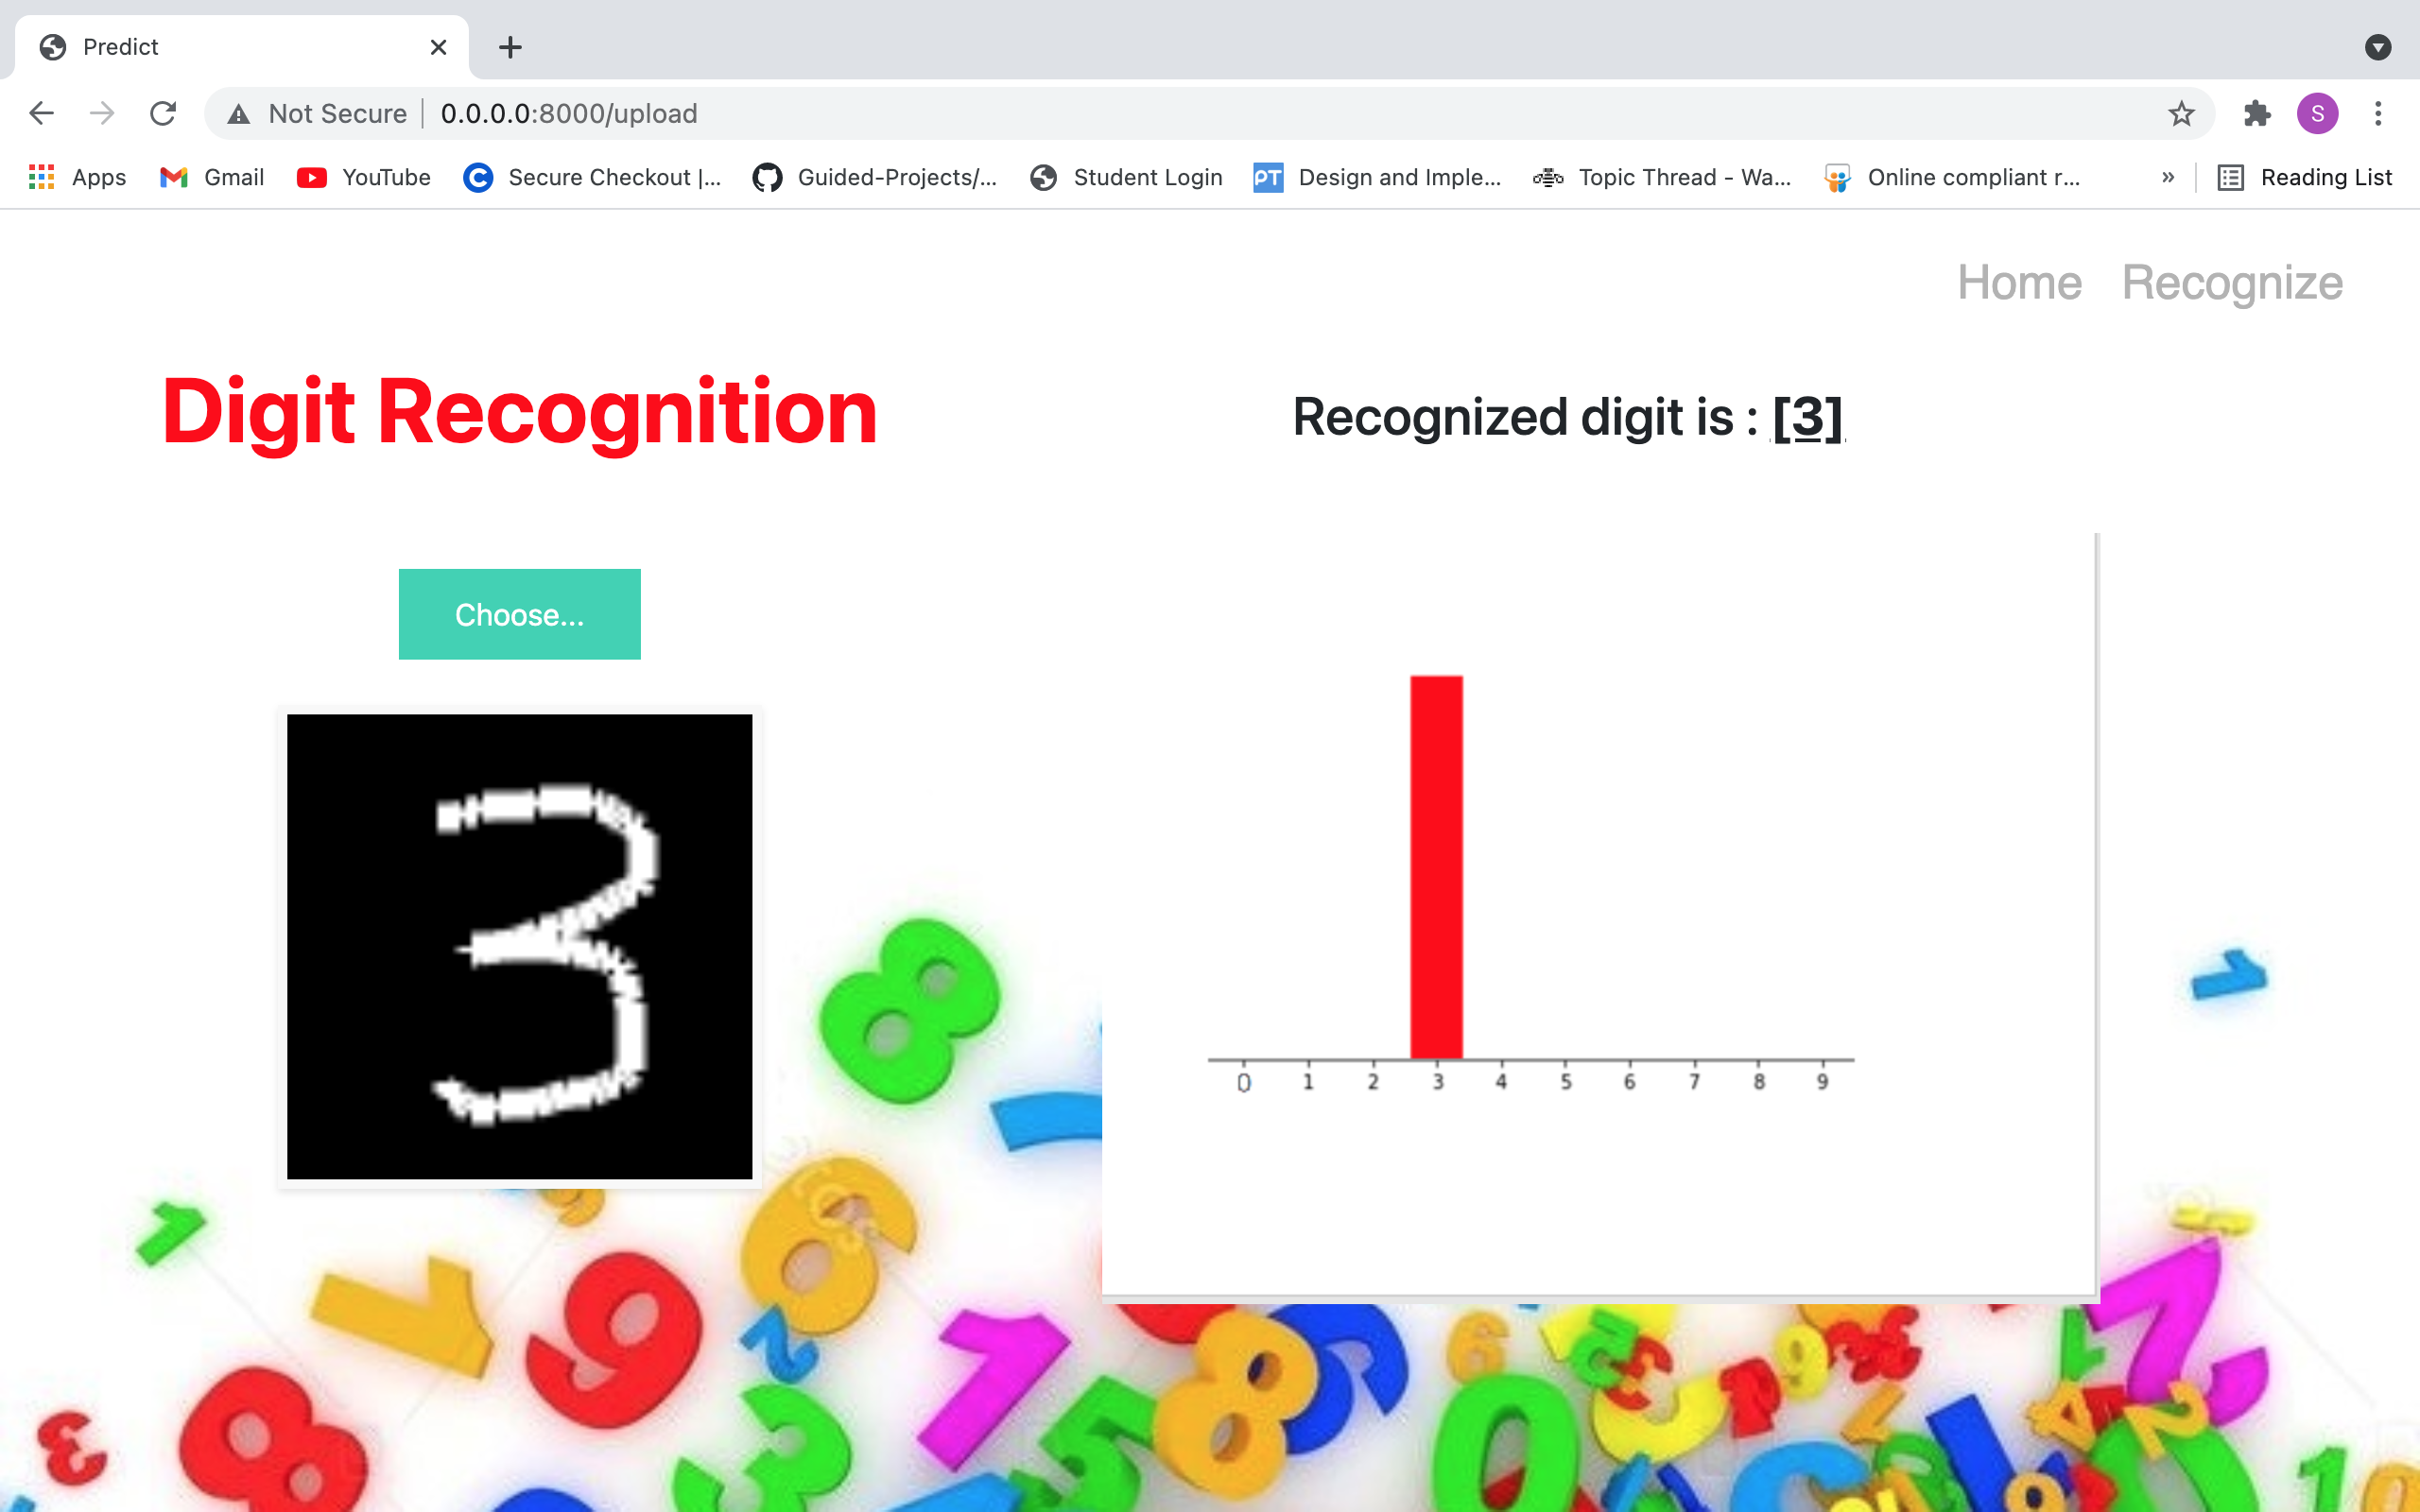 Predict
Not Secure | 0.0.0.0:8000/upload
S
Apps Gmail YouTube Secure Checkout |... Guided-Projects/... Student Login PT Design and Imple... Topic Thread - Wa... Online compliant r... » Reading List
Home Recognize
Digit Recognition
Recognized digit is : [3]
Choose...
3
0 1 2 3 4 5 6 7 8 9